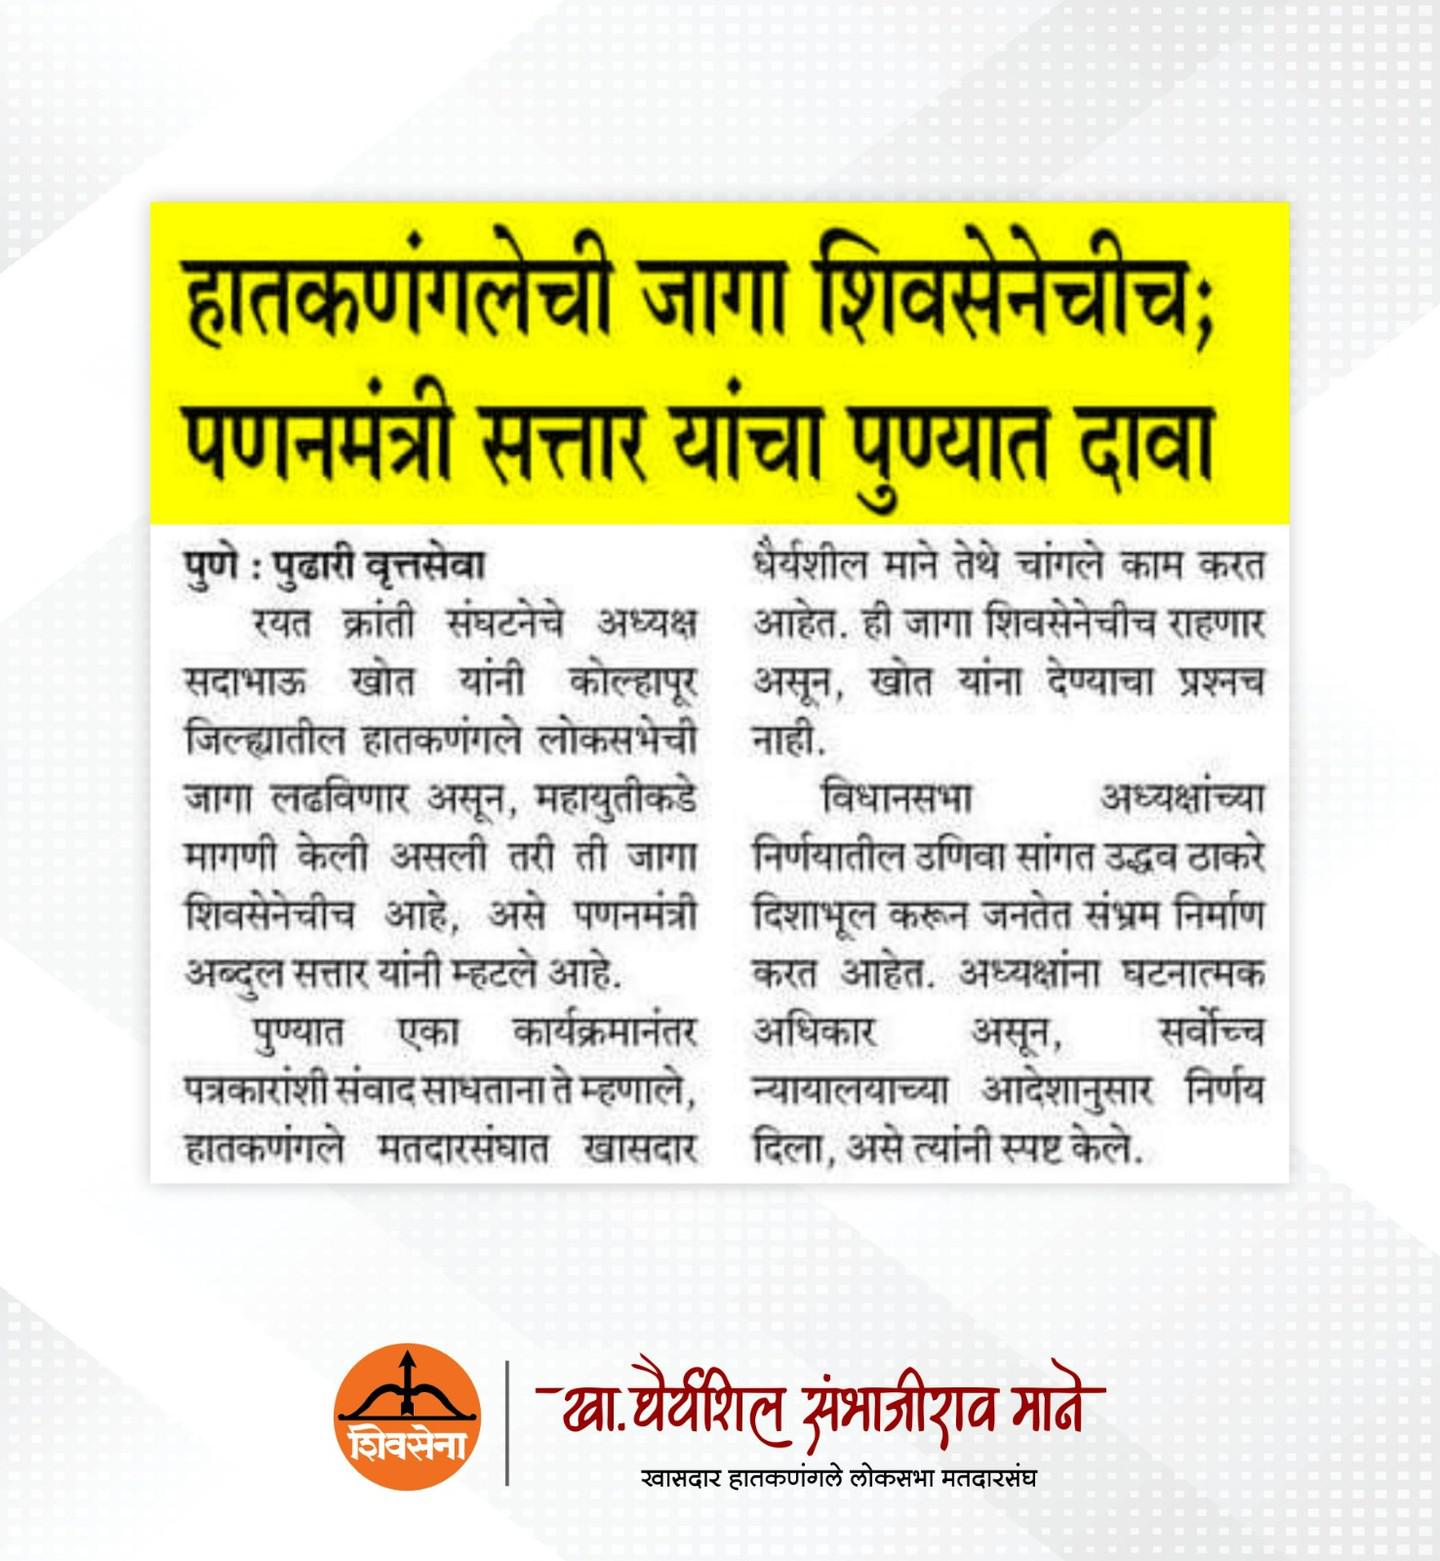 हातकणंगलेची जागा शिवसेनेचीच;
पणनमंत्री सत्तार यांचा पुण्यात दावा
पुणे : पुढारी वृत्तसेवा
रयत क्रांती संघटनेचे अध्यक्ष
सदाभाऊ खोत यांनी कोल्हापूर
जिल्ह्यातील हातकणंगले लोकसभेची
जागा लढविणार असून, महायुतीकडे
मागणी केली असली तरी ती जागा
शिवसेनेचीच आहे, असे पणनमंत्री
अब्दुल सत्तार यांनी म्हटले आहे.
पुण्यात एका कार्यक्रमानंतर
पत्रकारांशी संवाद साधताना ते म्हणाले,
हातकणंगले मतदारसंघात खासदार
धैर्यशील माने तेथे चांगले काम करत
आहेत. ही जागा शिवसेनेचीच राहणार
असून, खोत यांना देण्याचा प्रश्नच
नाही.
विधानसभा अध्यक्षांच्या
निर्णयातील उणिवा सांगत उद्धव ठाकरे
दिशाभूल करून जनतेत संभ्रम निर्माण
करत आहेत. अध्यक्षांना घटनात्मक
अधिकार असून, सर्वोच्च
न्यायालयाच्या आदेशानुसार निर्णय
दिला, असे त्यांनी स्पष्ट केले.
शिवसेना
खा. धैर्यशिल संभाजीराव माने
खासदार हातकणंगले लोकसभा मतदारसंघ